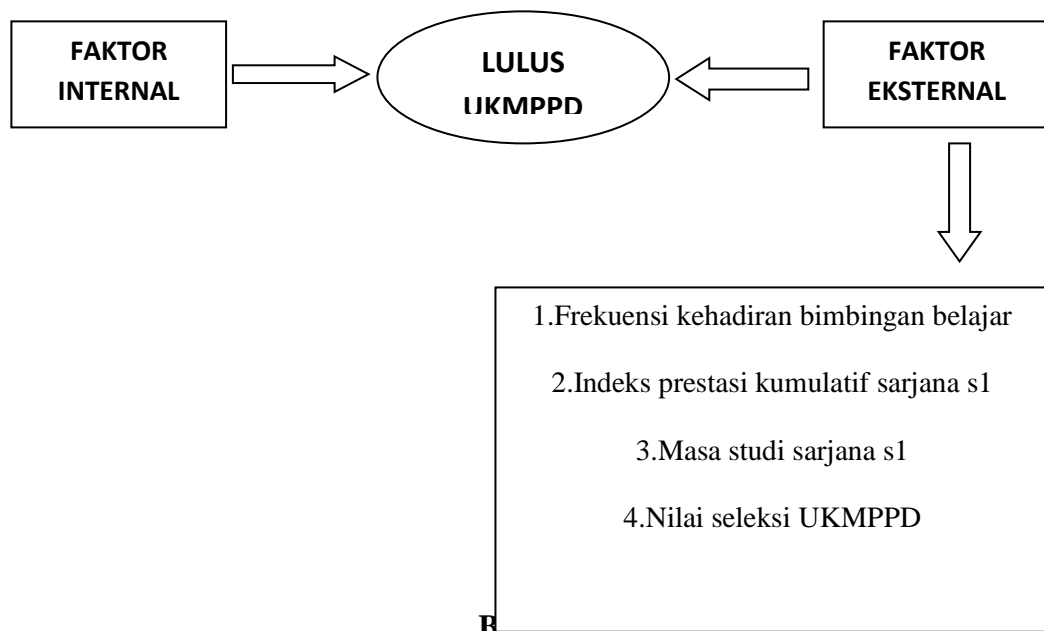 FAKTOR
INTERNAL
LULUS
UKMPPD
FAKTOR
EKSTERNAL
1.Frekuensi kehadiran bimbingan belajar
2.Indeks prestasi kumulatif sarjana s1
3.Masa studi sarjana s1
4.Nilai seleksi UKMPPD